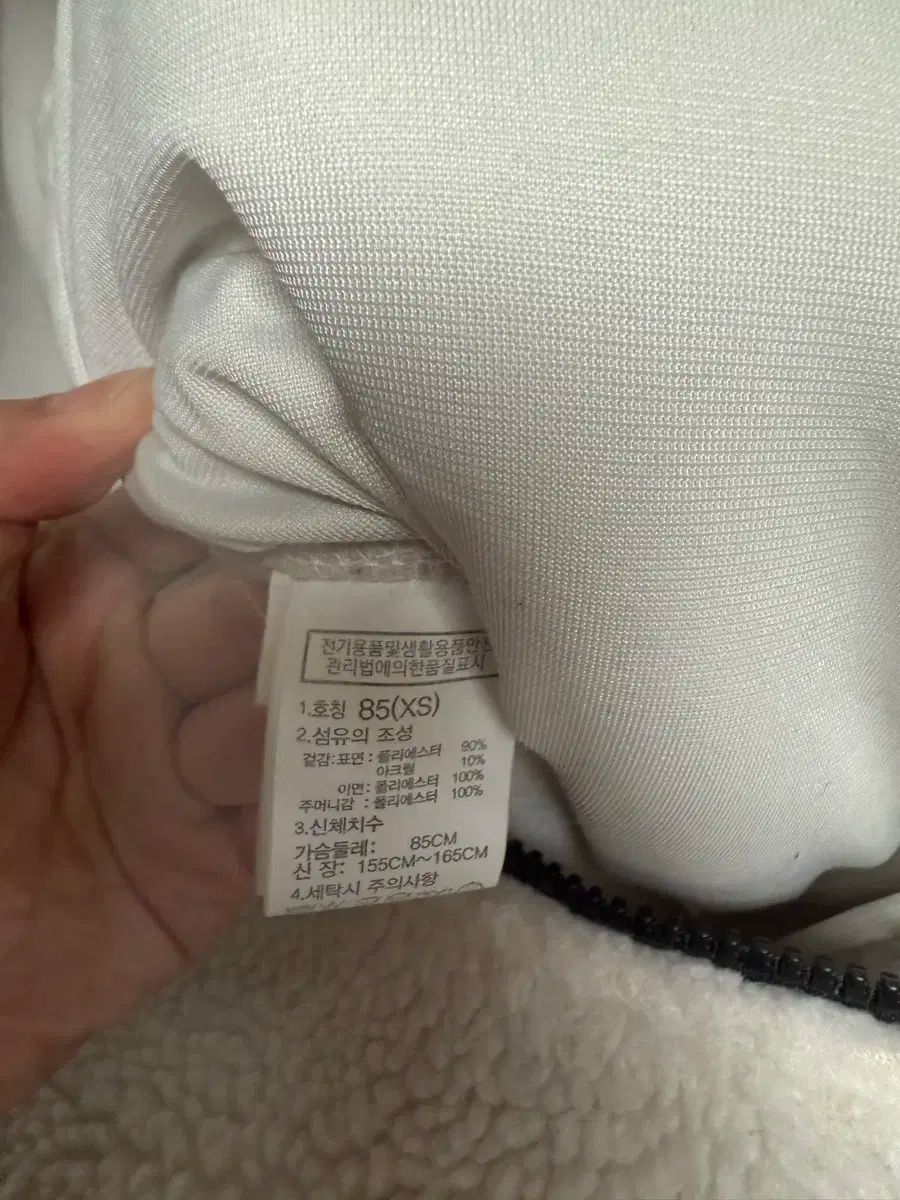 전기용품및생활용품안전
관리법에의한품질표시
1.호칭 85(XS)
2.섬유의 조성
겉감:표면 : 폴리에스터 90%
아크릴 10%
이면 : 폴리에스터 100%
주머니감 : 폴리에스터 100%
3.신체치수
가슴둘레: 85CM
신 장: 155CM~165CM
4.세탁시 주의사항